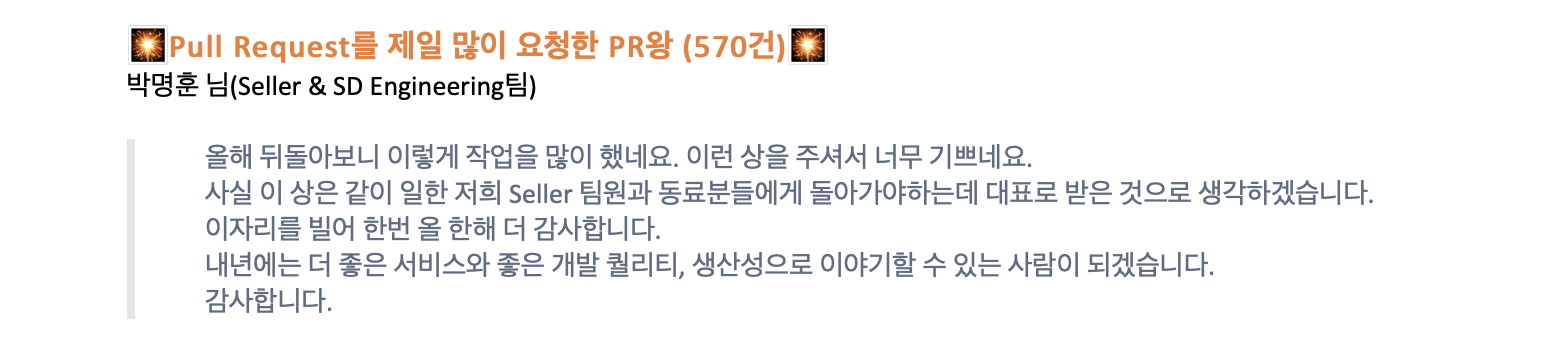 Pull Request를 제일 많이 요청한 PR왕 (570건)
박명훈 님(Seller & SD Engineering팀)
올해 뒤돌아보니 이렇게 작업을 많이 했네요. 이런 상을 주셔서 너무 기쁘네요.
사실 이 상은 같이 일한 저희 Seller 팀원과 동료분들에게 돌아가야하는데 대표로 받은 것으로 생각하겠습니다.
이자리를 빌어 한번 올 한해 더 감사합니다.
내년에는 더 좋은 서비스와 좋은 개발 퀄리티, 생산성으로 이야기할 수 있는 사람이 되겠습니다.
감사합니다.